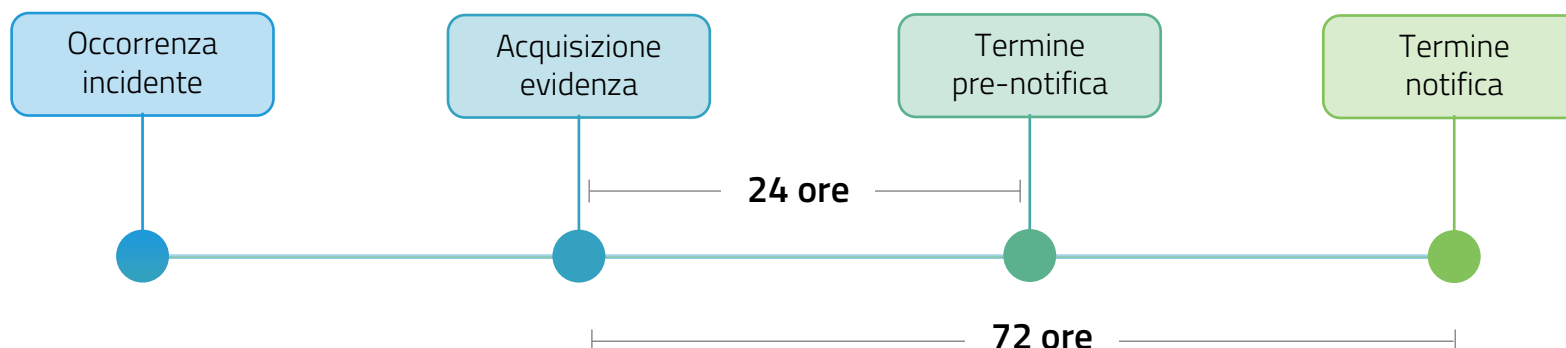 Occorrenza
incidente
Acquisizione
evidenza
Termine
pre-notifica
Termine
notifica
24 ore
72 ore